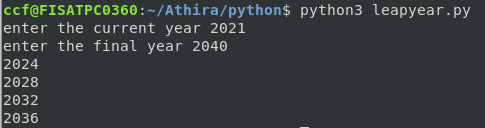 ccf@FISATPC0360:~/Athira/python$ python3 leapyear.py
enter the current year 2021
enter the final year 2040
2024
2028
2032
2036